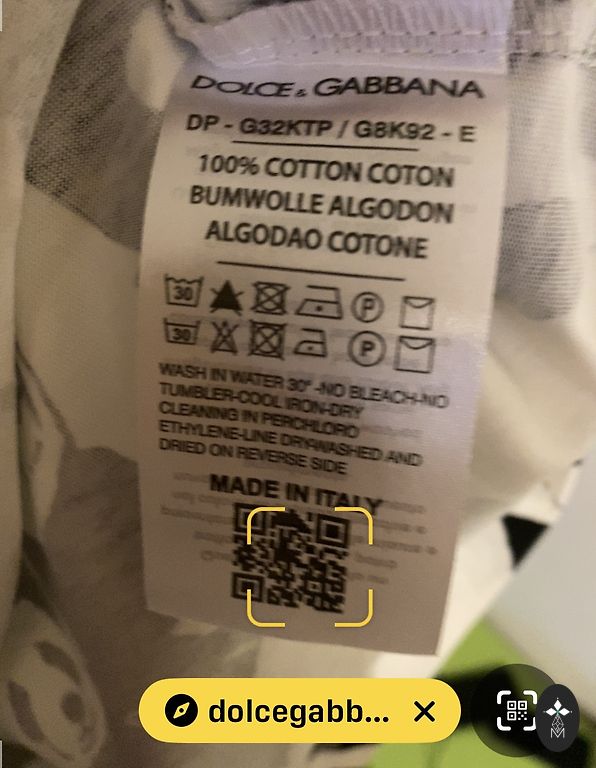 DOLCE & GABBANA
DP - G32KTP / G8K92 - E
100% COTTON COTON
BUMWOLLE ALGODON
ALGODAO COTONE
30 P
30 P
WASH IN WATER 30°-NO BLEACH-NO
TUMBLER-COOL IRON-DRY
CLEANING IN PERCHLORO
ETHYLENE-LINE DRYWASHED AND
DRIED ON REVERSE SIDE
MADE IN ITALY
dolcegabb...
M